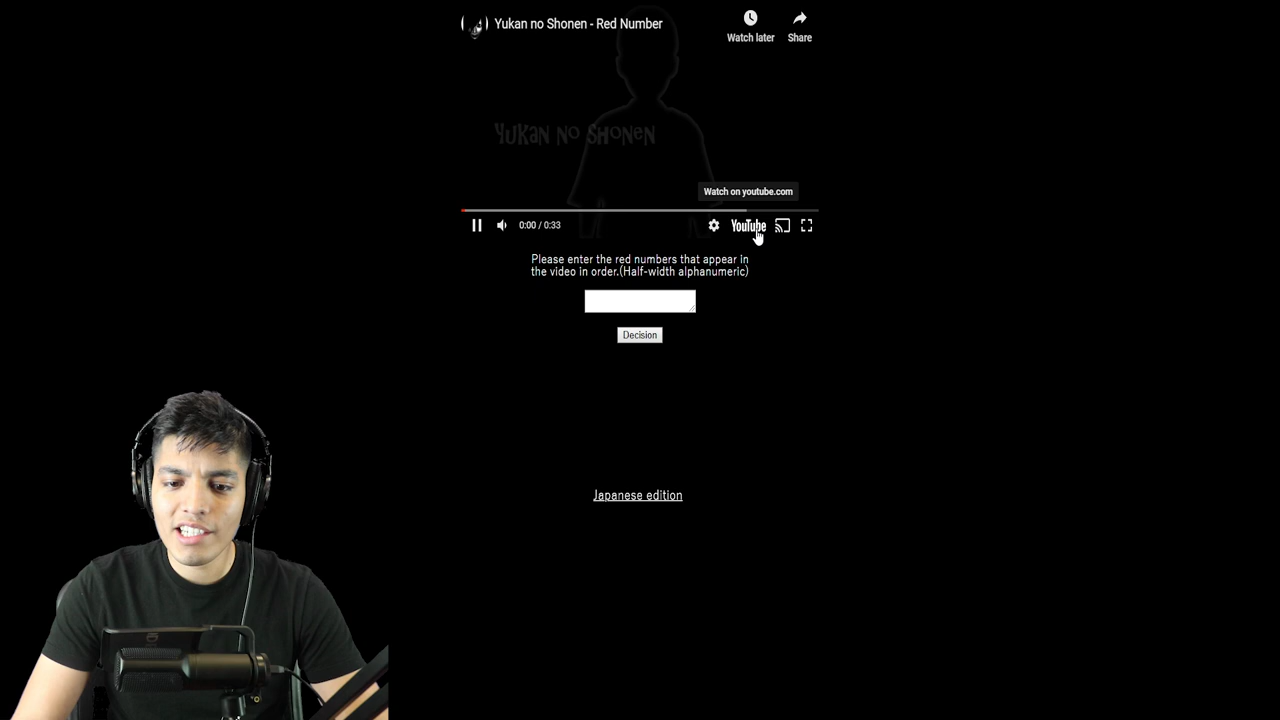 Yukan no Shonen - Red Number
Watch later
Share
Yukan no Shonen
Watch on youtube.com
0:00 / 0:33
YouTube
Please enter the red numbers that appear in
the video in order.(Half-width alphanumeric)
Decision
Japanese edition